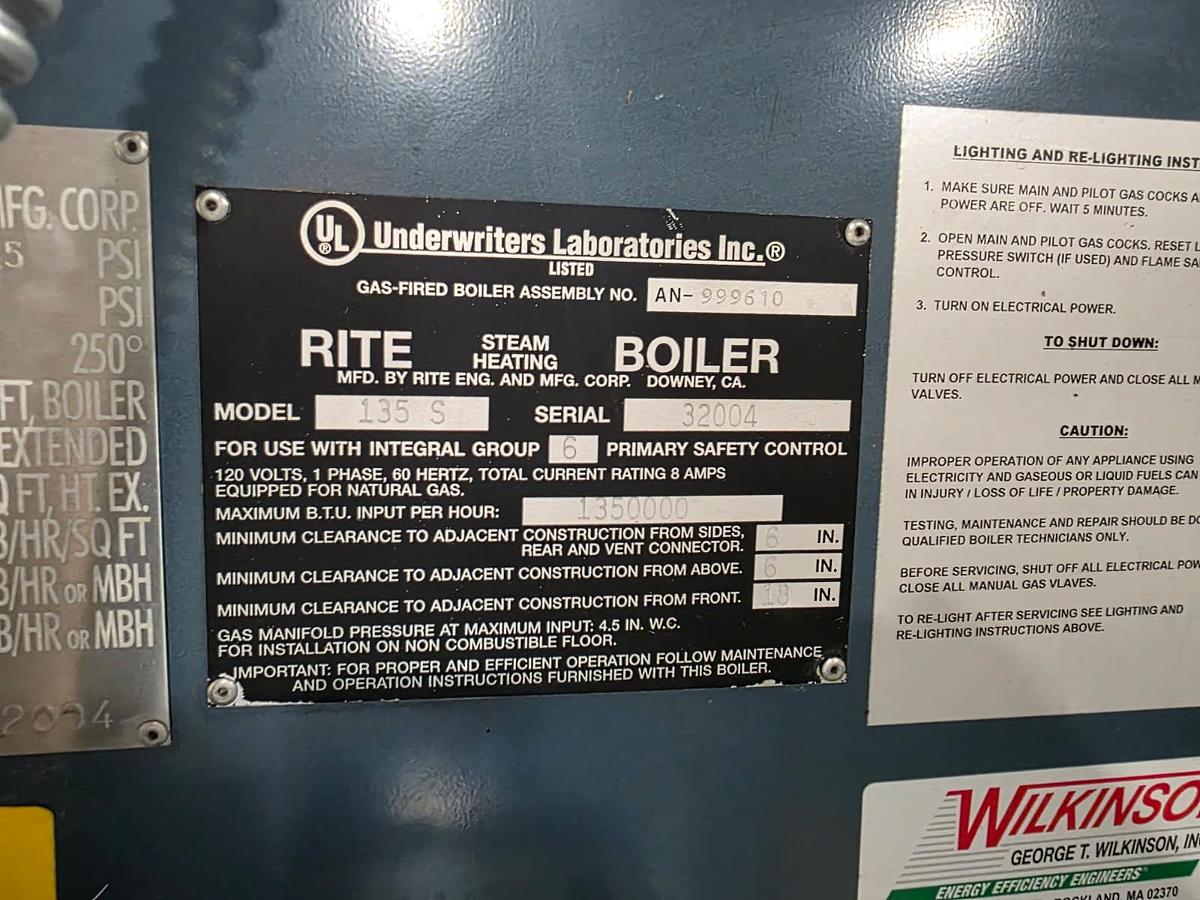 MFG. CORP.
5 PSI
PSI
250°
FT, BOILER
EXTENDED
FT, HT. EX.
B/HR/SQ FT
B/HR OR MBH
B/HR OR MBH
2004
UL
®
Underwriters Laboratories Inc.®
LISTED
GAS-FIRED BOILER ASSEMBLY NO. AN-999610
RITE STEAM HEATING BOILER
MFD. BY RITE ENG. AND MFG. CORP. DOWNEY, CA.
MODEL 135 S SERIAL 32004
FOR USE WITH INTEGRAL GROUP 6 PRIMARY SAFETY CONTROL
120 VOLTS, 1 PHASE, 60 HERTZ, TOTAL CURRENT RATING 8 AMPS
EQUIPPED FOR NATURAL GAS.
MAXIMUM B.T.U. INPUT PER HOUR: 1350000
MINIMUM CLEARANCE TO ADJACENT CONSTRUCTION FROM SIDES,
REAR AND VENT CONNECTOR. 6 IN.
MINIMUM CLEARANCE TO ADJACENT CONSTRUCTION FROM ABOVE. 6 IN.
MINIMUM CLEARANCE TO ADJACENT CONSTRUCTION FROM FRONT. 18 IN.
GAS MANIFOLD PRESSURE AT MAXIMUM INPUT: 4.5 IN. W.C.
FOR INSTALLATION ON NON COMBUSTIBLE FLOOR.
IMPORTANT: FOR PROPER AND EFFICIENT OPERATION FOLLOW MAINTENANCE
AND OPERATION INSTRUCTIONS FURNISHED WITH THIS BOILER.
LIGHTING AND RE-LIGHTING INST
1. MAKE SURE MAIN AND PILOT GAS COCKS A
POWER ARE OFF. WAIT 5 MINUTES.
2. OPEN MAIN AND PILOT GAS COCKS. RESET L
PRESSURE SWITCH (IF USED) AND FLAME SA
CONTROL.
3. TURN ON ELECTRICAL POWER.
TO SHUT DOWN:
TURN OFF ELECTRICAL POWER AND CLOSE ALL M
VALVES.
CAUTION:
IMPROPER OPERATION OF ANY APPLIANCE USING
ELECTRICITY AND GASEOUS OR LIQUID FUELS CAN
IN INJURY / LOSS OF LIFE / PROPERTY DAMAGE.
TESTING, MAINTENANCE AND REPAIR SHOULD BE DO
QUALIFIED BOILER TECHNICIANS ONLY.
BEFORE SERVICING, SHUT OFF ALL ELECTRICAL POW
CLOSE ALL MANUAL GAS VLAVES.
TO RE-LIGHT AFTER SERVICING SEE LIGHTING AND
RE-LIGHTING INSTRUCTIONS ABOVE.
WILKINSO
GEORGE T. WILKINSON, IN
ENERGY EFFICIENCY ENGINEERS
ROCKLAND, MA 02370